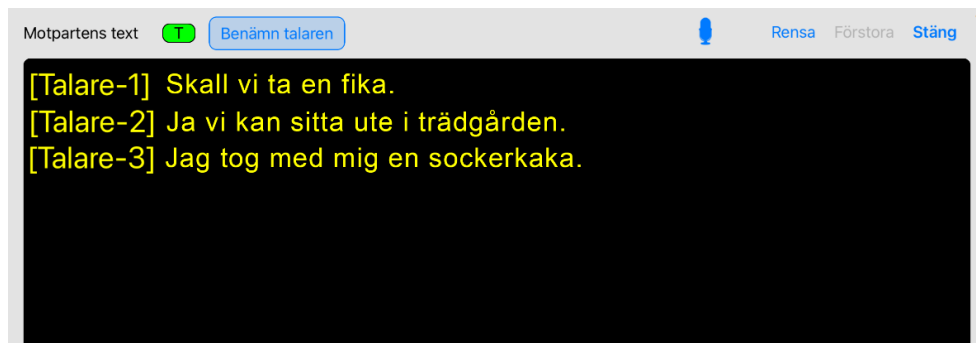 Motpartens text T Benämn talaren Rensa Förstora Stäng
[Talare-1] Skall vi ta en fika.
[Talare-2] Ja vi kan sitta ute i trädgården.
[Talare-3] Jag tog med mig en sockerkaka.